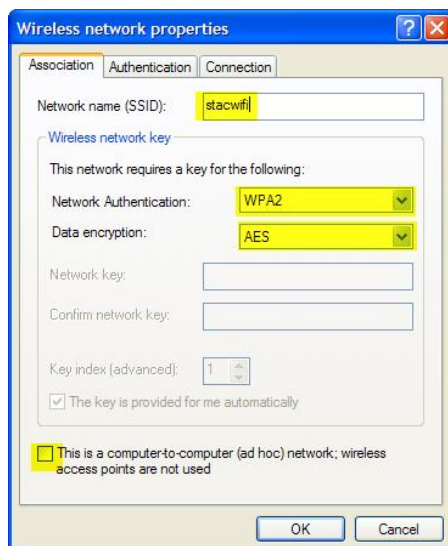 Wireless network properties
Association Authentication Connection
Network name (SSID): stacwifi
Wireless network key
This network requires a key for the following:
Network Authentication: WPA2
Data encryption: AES
Network key:
Confirm network key:
Key index (advanced): 1
The key is provided for me automatically
This is a computer-to-computer (ad hoc) network; wireless
access points are not used
OK Cancel